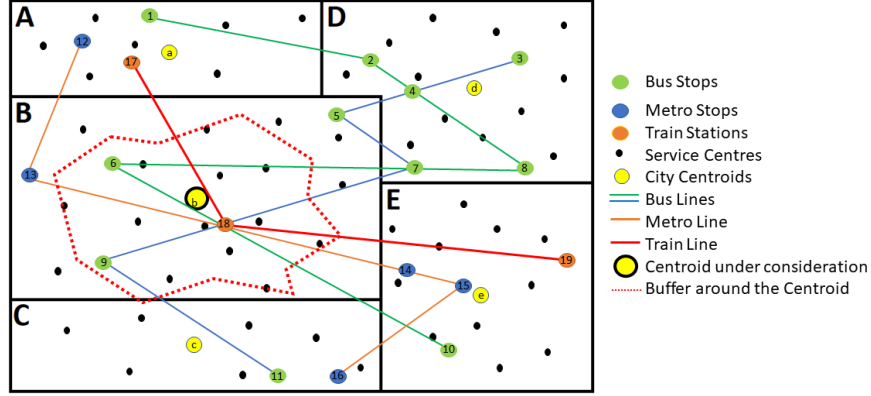 A
1
D
12
a
17
2
3
4
d
B
5
6
7
8
13
b
18
E
9
14
19
15
e
C
c
10
11
16
Bus Stops
Metro Stops
Train Stations
Service Centres
City Centroids
Bus Lines
Metro Line
Train Line
Centroid under consideration
Buffer around the Centroid